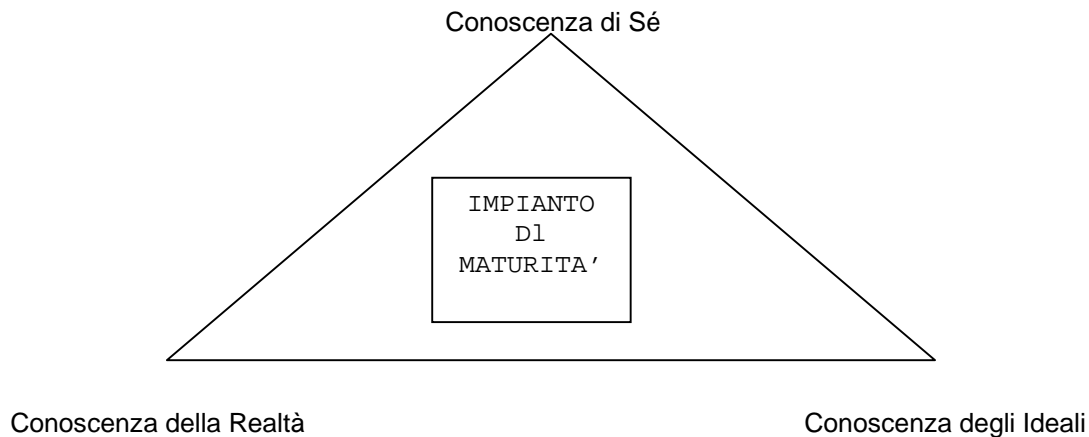 Conoscenza di Sé
IMPIANTO
Dl
MATURITA’
Conoscenza della Realtà
Conoscenza degli Ideali